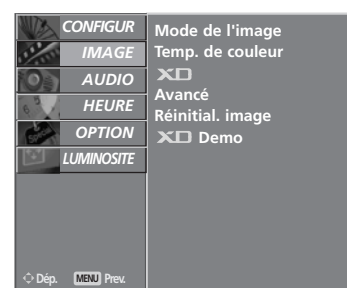 CONFIGUR
IMAGE
AUDIO
HEURE
OPTION
LUMINOSITE
Dép. MENU Prev.
Mode de l'image
Temp. de couleur
XD
Avancé
Réinitial. image
XD Demo